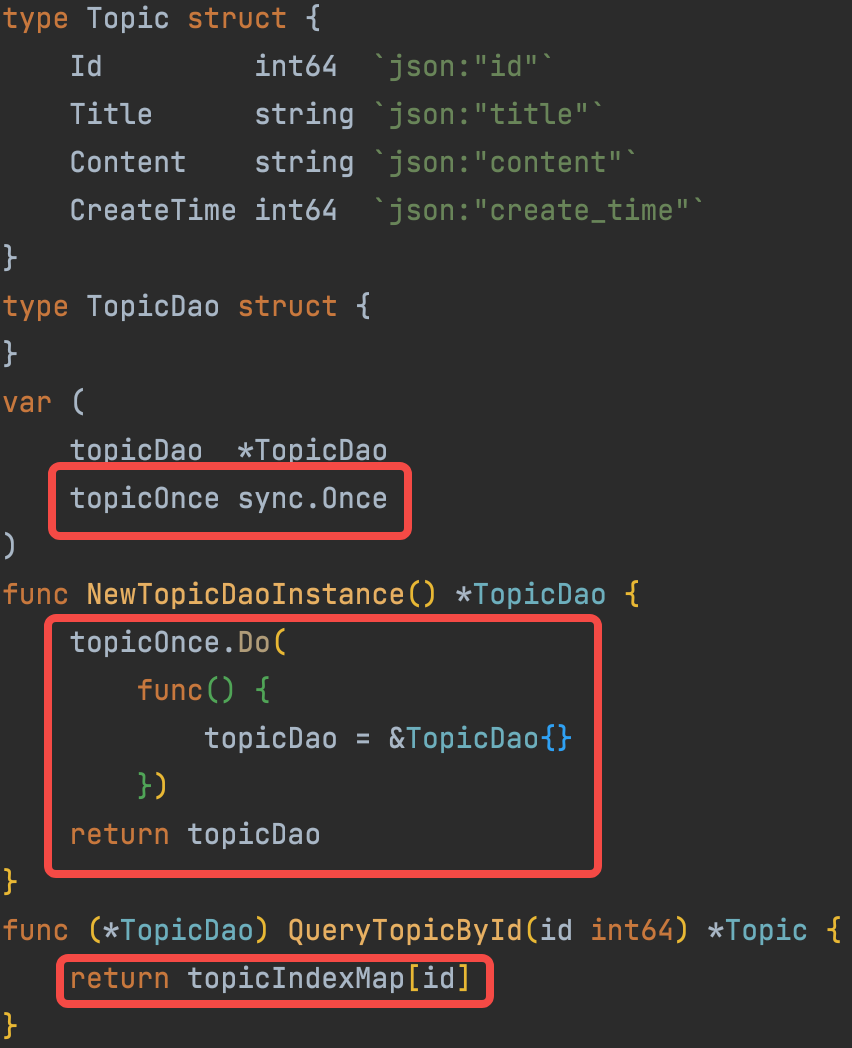 type Topic struct {
    Id         int64  `json:"id"`
    Title      string `json:"title"`
    Content    string `json:"content"`
    CreateTime int64  `json:"create_time"`
}
type TopicDao struct {
}
var (
    topicDao  *TopicDao
    topicOnce sync.Once
)
func NewTopicDaoInstance() *TopicDao {
    topicOnce.Do(
        func() {
            topicDao = &TopicDao{}
        })
    return topicDao
}
func (*TopicDao) QueryTopicById(id int64) *Topic {
    return topicIndexMap[id]
}